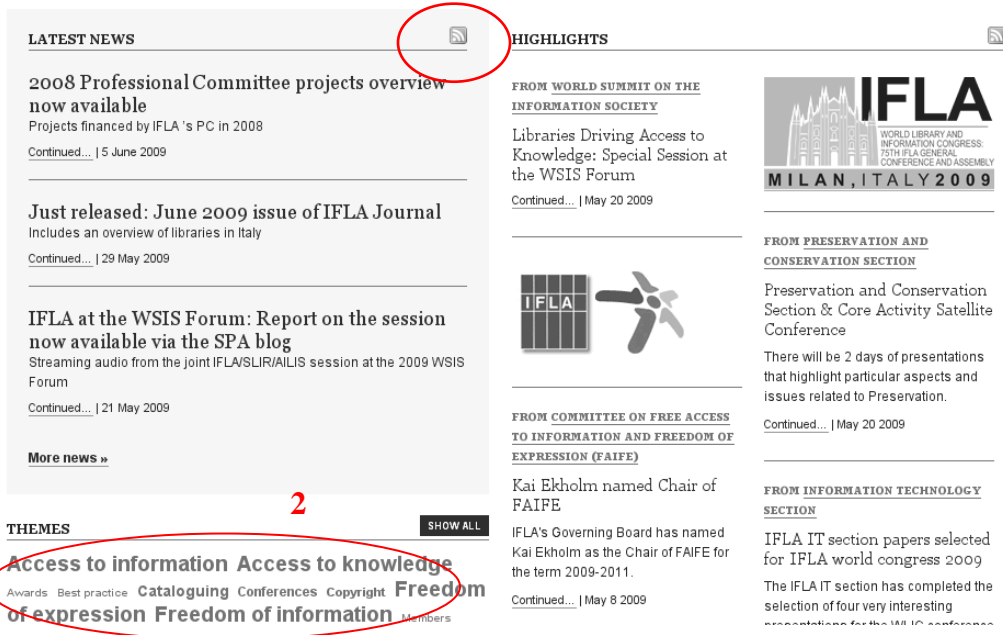 LATEST NEWS
2008 Professional Committee projects overview
now available
Projects financed by IFLA 's PC in 2008
Continued... | 5 June 2009
Just released: June 2009 issue of IFLA Journal
Includes an overview of libraries in Italy
Continued... | 29 May 2009
IFLA at the WSIS Forum: Report on the session
now available via the SPA blog
Streaming audio from the joint IFLA/SLIR/AILIS session at the 2009 WSIS
Forum
Continued... | 21 May 2009
More news »
2
THEMES
SHOW ALL
Access to information Access to knowledge
Awards Best practice Cataloguing Conferences Copyright Freedom
of expression Freedom of information Members
HIGHLIGHTS
FROM WORLD SUMMIT ON THE
INFORMATION SOCIETY
Libraries Driving Access to
Knowledge: Special Session at
the WSIS Forum
Continued... | May 20 2009
IFLA
FROM COMMITTEE ON FREE ACCESS
TO INFORMATION AND FREEDOM OF
EXPRESSION (FAIFE)
Kai Ekholm named Chair of
FAIFE
IFLA's Governing Board has named
Kai Ekholm as the Chair of FAIFE for
the term 2009-2011.
Continued... | May 8 2009
IFLA
WORLD LIBRARY AND
INFORMATION CONGRESS:
75TH IFLA GENERAL
CONFERENCE AND ASSEMBLY
MILAN, ITALY 2009
FROM PRESERVATION AND
CONSERVATION SECTION
Preservation and Conservation
Section & Core Activity Satellite
Conference
There will be 2 days of presentations
that highlight particular aspects and
issues related to Preservation.
Continued... | May 20 2009
FROM INFORMATION TECHNOLOGY
SECTION
IFLA IT section papers selected
for IFLA world congress 2009
The IFLA IT section has completed the
selection of four very interesting
presentations for the WLIC conference